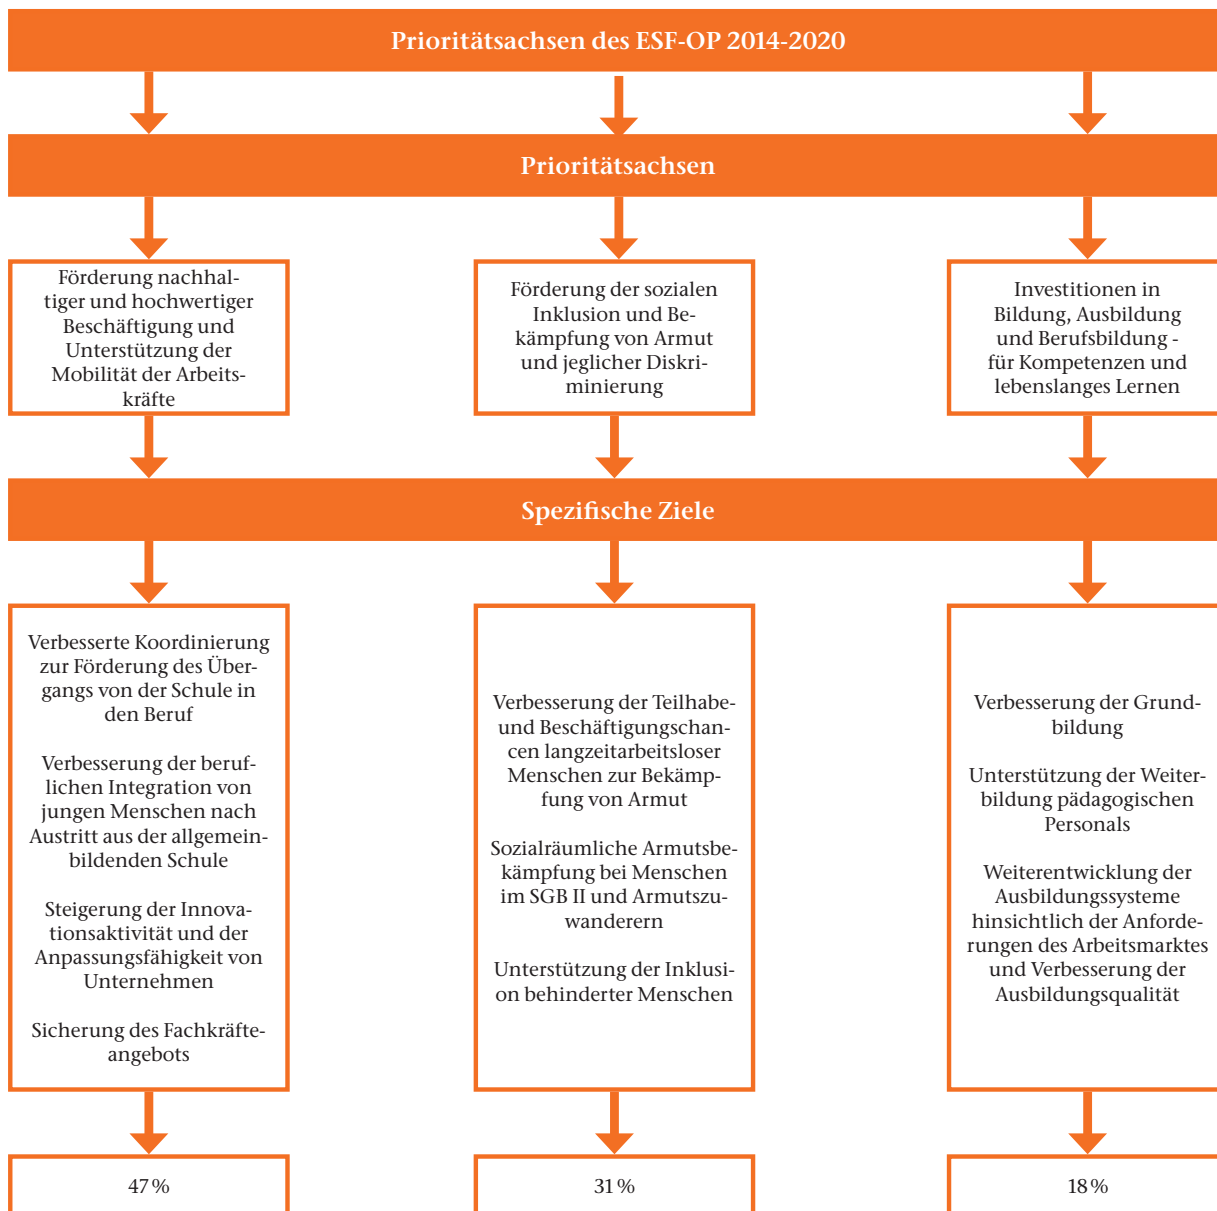 Prioritätsachsen des ESF-OP 2014-2020
Prioritätsachsen
Förderung nachhal-
tiger und hochwertiger
Beschäftigung und
Unterstützung der
Mobilität der Arbeits-
kräfte
Förderung der sozialen
Inklusion und Be-
kämpfung von Armut
und jeglicher Diskri-
minierung
Investitionen in
Bildung, Ausbildung
und Berufsbildung -
für Kompetenzen und
lebenslanges Lernen
Spezifische Ziele
Verbesserte Koordinierung
zur Förderung des Über-
gangs von der Schule in
den Beruf
Verbesserung der beruf-
lichen Integration von
jungen Menschen nach
Austritt aus der allgemein-
bildenden Schule
Steigerung der Innova-
tionsaktivität und der
Anpassungsfähigkeit von
Unternehmen
Sicherung des Fachkräfte-
angebots
Verbesserung der Teilhabe-
und Beschäftigungschan-
cen langzeitarbeitsloser
Menschen zur Bekämp-
fung von Armut
Sozialräumliche Armutsbe-
kämpfung bei Menschen
im SGB II und Armutszu-
wanderern
Unterstützung der Inklusi-
on behinderter Menschen
Verbesserung der Grund-
bildung
Unterstützung der Weiter-
bildung pädagogischen
Personals
Weiterentwicklung der
Ausbildungssysteme
hinsichtlich der Anforde-
rungen des Arbeitsmarktes
und Verbesserung der
Ausbildungsqualität
47 %
31 %
18 %